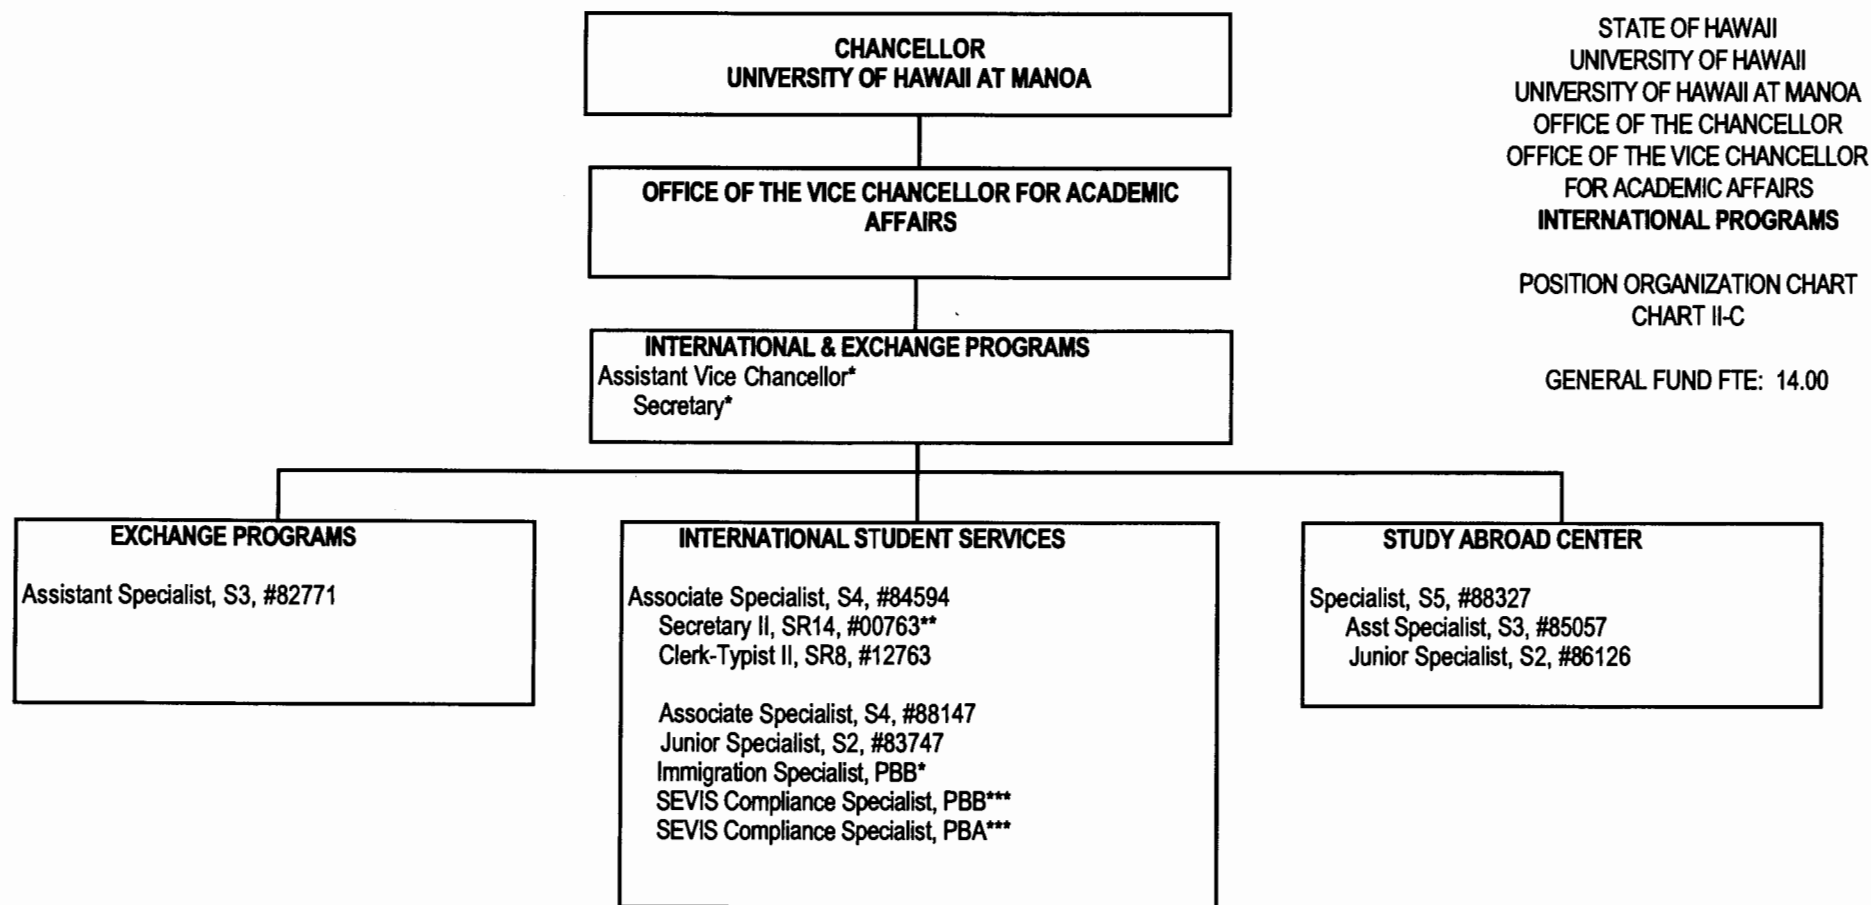 CHANCELLOR
UNIVERSITY OF HAWAII AT MANOA
OFFICE OF THE VICE CHANCELLOR FOR ACADEMIC
AFFAIRS
INTERNATIONAL & EXCHANGE PROGRAMS
Assistant Vice Chancellor*
Secretary*
STATE OF HAWAII
UNIVERSITY OF HAWAII
UNIVERSITY OF HAWAII AT MANOA
OFFICE OF THE CHANCELLOR
OFFICE OF THE VICE CHANCELLOR
FOR ACADEMIC AFFAIRS
INTERNATIONAL PROGRAMS
POSITION ORGANIZATION CHART
CHART II-C
GENERAL FUND FTE: 14.00
EXCHANGE PROGRAMS
Assistant Specialist, S3, #82771
INTERNATIONAL STUDENT SERVICES
Associate Specialist, S4, #84594
Secretary II, SR14, #00763**
Clerk-Typist II, SR8, #12763
Associate Specialist, S4, #88147
Junior Specialist, S2, #83747
Immigration Specialist, PBB*
SEVIS Compliance Specialist, PBB***
SEVIS Compliance Specialist, PBA***
STUDY ABROAD CENTER
Specialist, S5, #88327
Asst Specialist, S3, #85057
Junior Specialist, S2, #86126